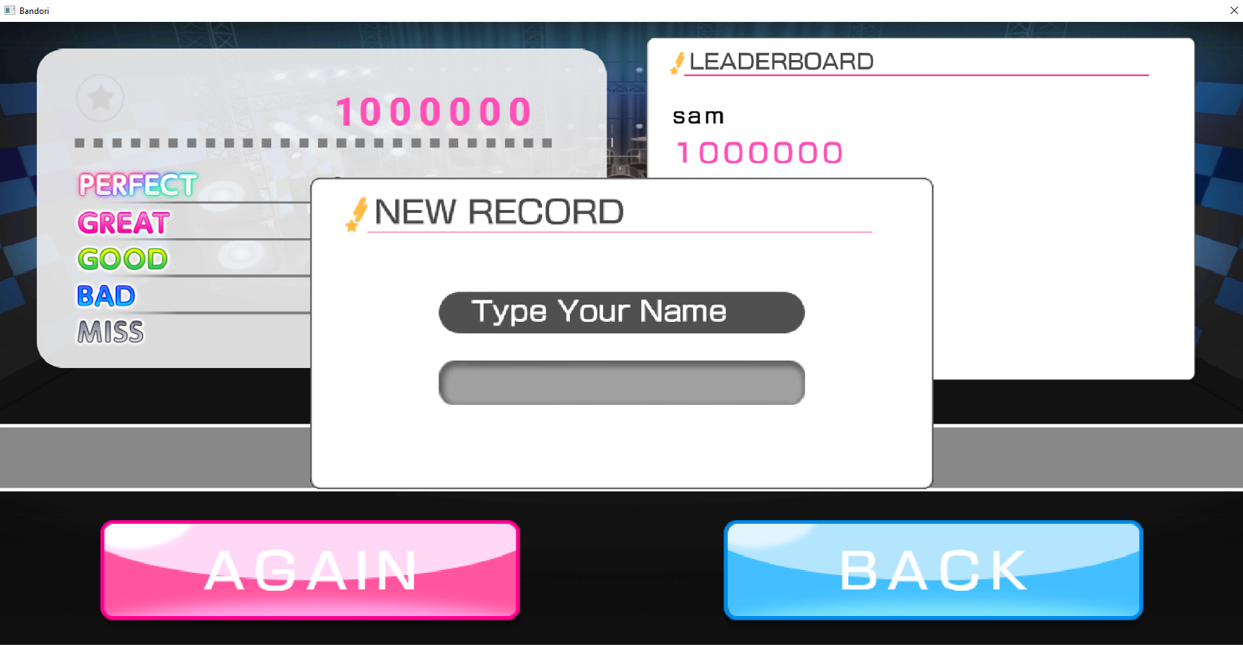 Bandori
1000000
PERFECT
GREAT
GOOD
BAD
MISS
LEADERBOARD
sam
1000000
NEW RECORD
Type Your Name
AGAIN
BACK